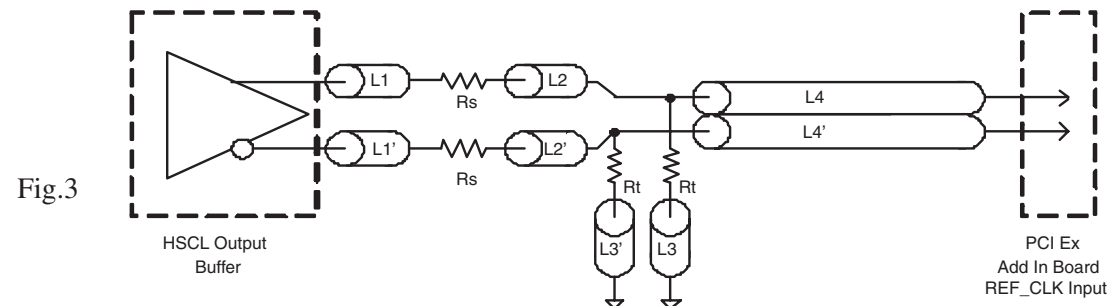 L1
Rs
L2
L4
L1'
Rs
L2'
L4'
Rt
Rt
L3'
L3
Fig.3
HSCL Output
Buffer
PCI Ex
Add In Board
REF_CLK Input